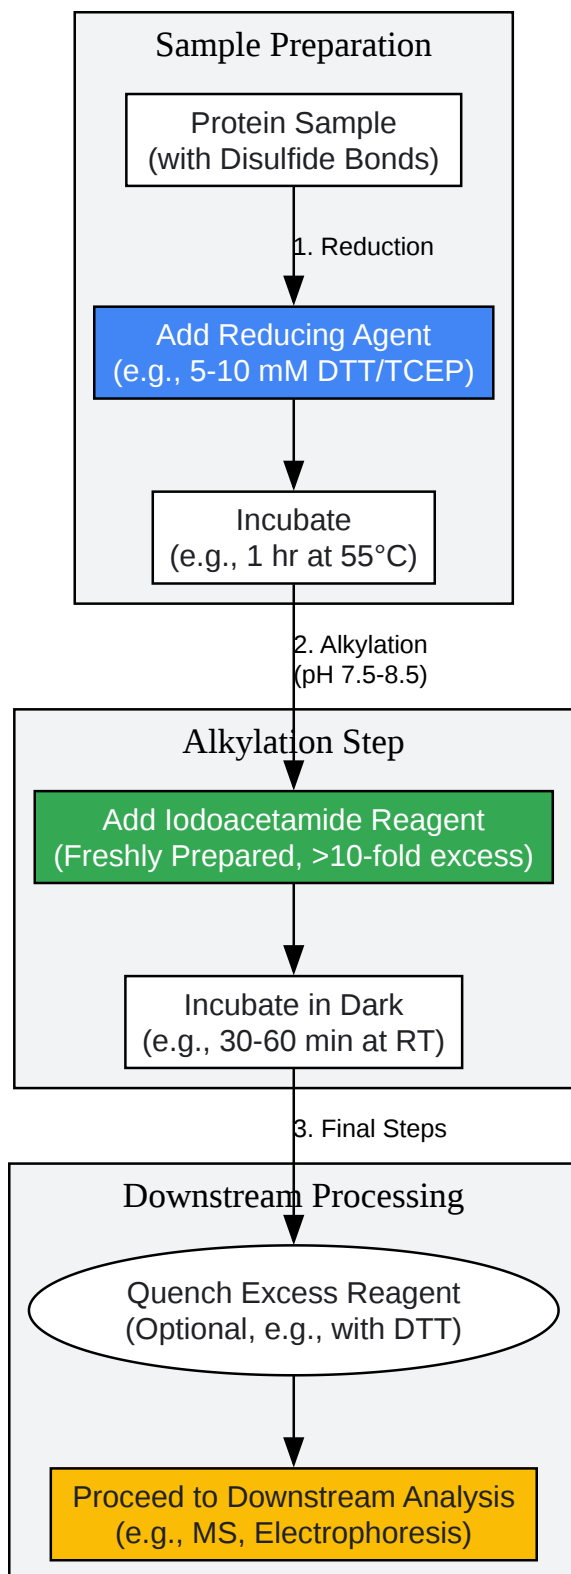 Sample Preparation
Protein Sample
(with Disulfide Bonds)
1. Reduction
Add Reducing Agent
(e.g., 5-10 mM DTT/TCEP)
Incubate
(e.g., 1 hr at 55°C)
2. Alkylation
(pH 7.5-8.5)
Alkylation Step
Add Iodoacetamide Reagent
(Freshly Prepared, >10-fold excess)
Incubate in Dark
(e.g., 30-60 min at RT)
3. Final Steps
Downstream Processing
Quench Excess Reagent
(Optional, e.g., with DTT)
Proceed to Downstream Analysis
(e.g., MS, Electrophoresis)